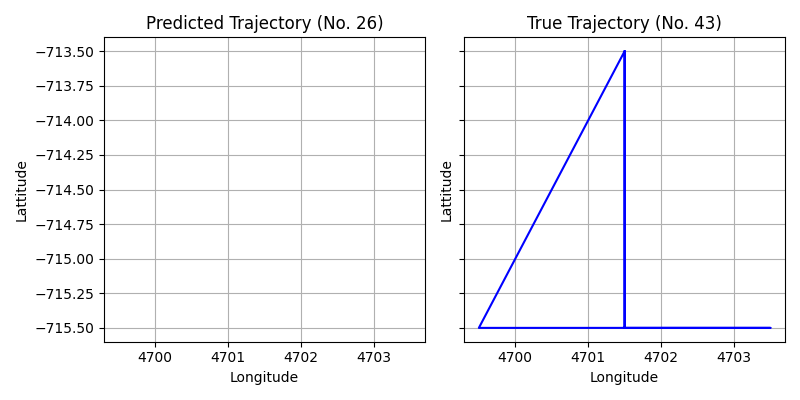 Predicted Trajectory (No. 26)
True Trajectory (No. 43)
−713.50
−713.75
−714.00
−714.25
−714.50
−714.75
−715.00
−715.25
−715.50
Lattitude
Lattitude
4700 4701 4702 4703
4700 4701 4702 4703
Longitude
Longitude